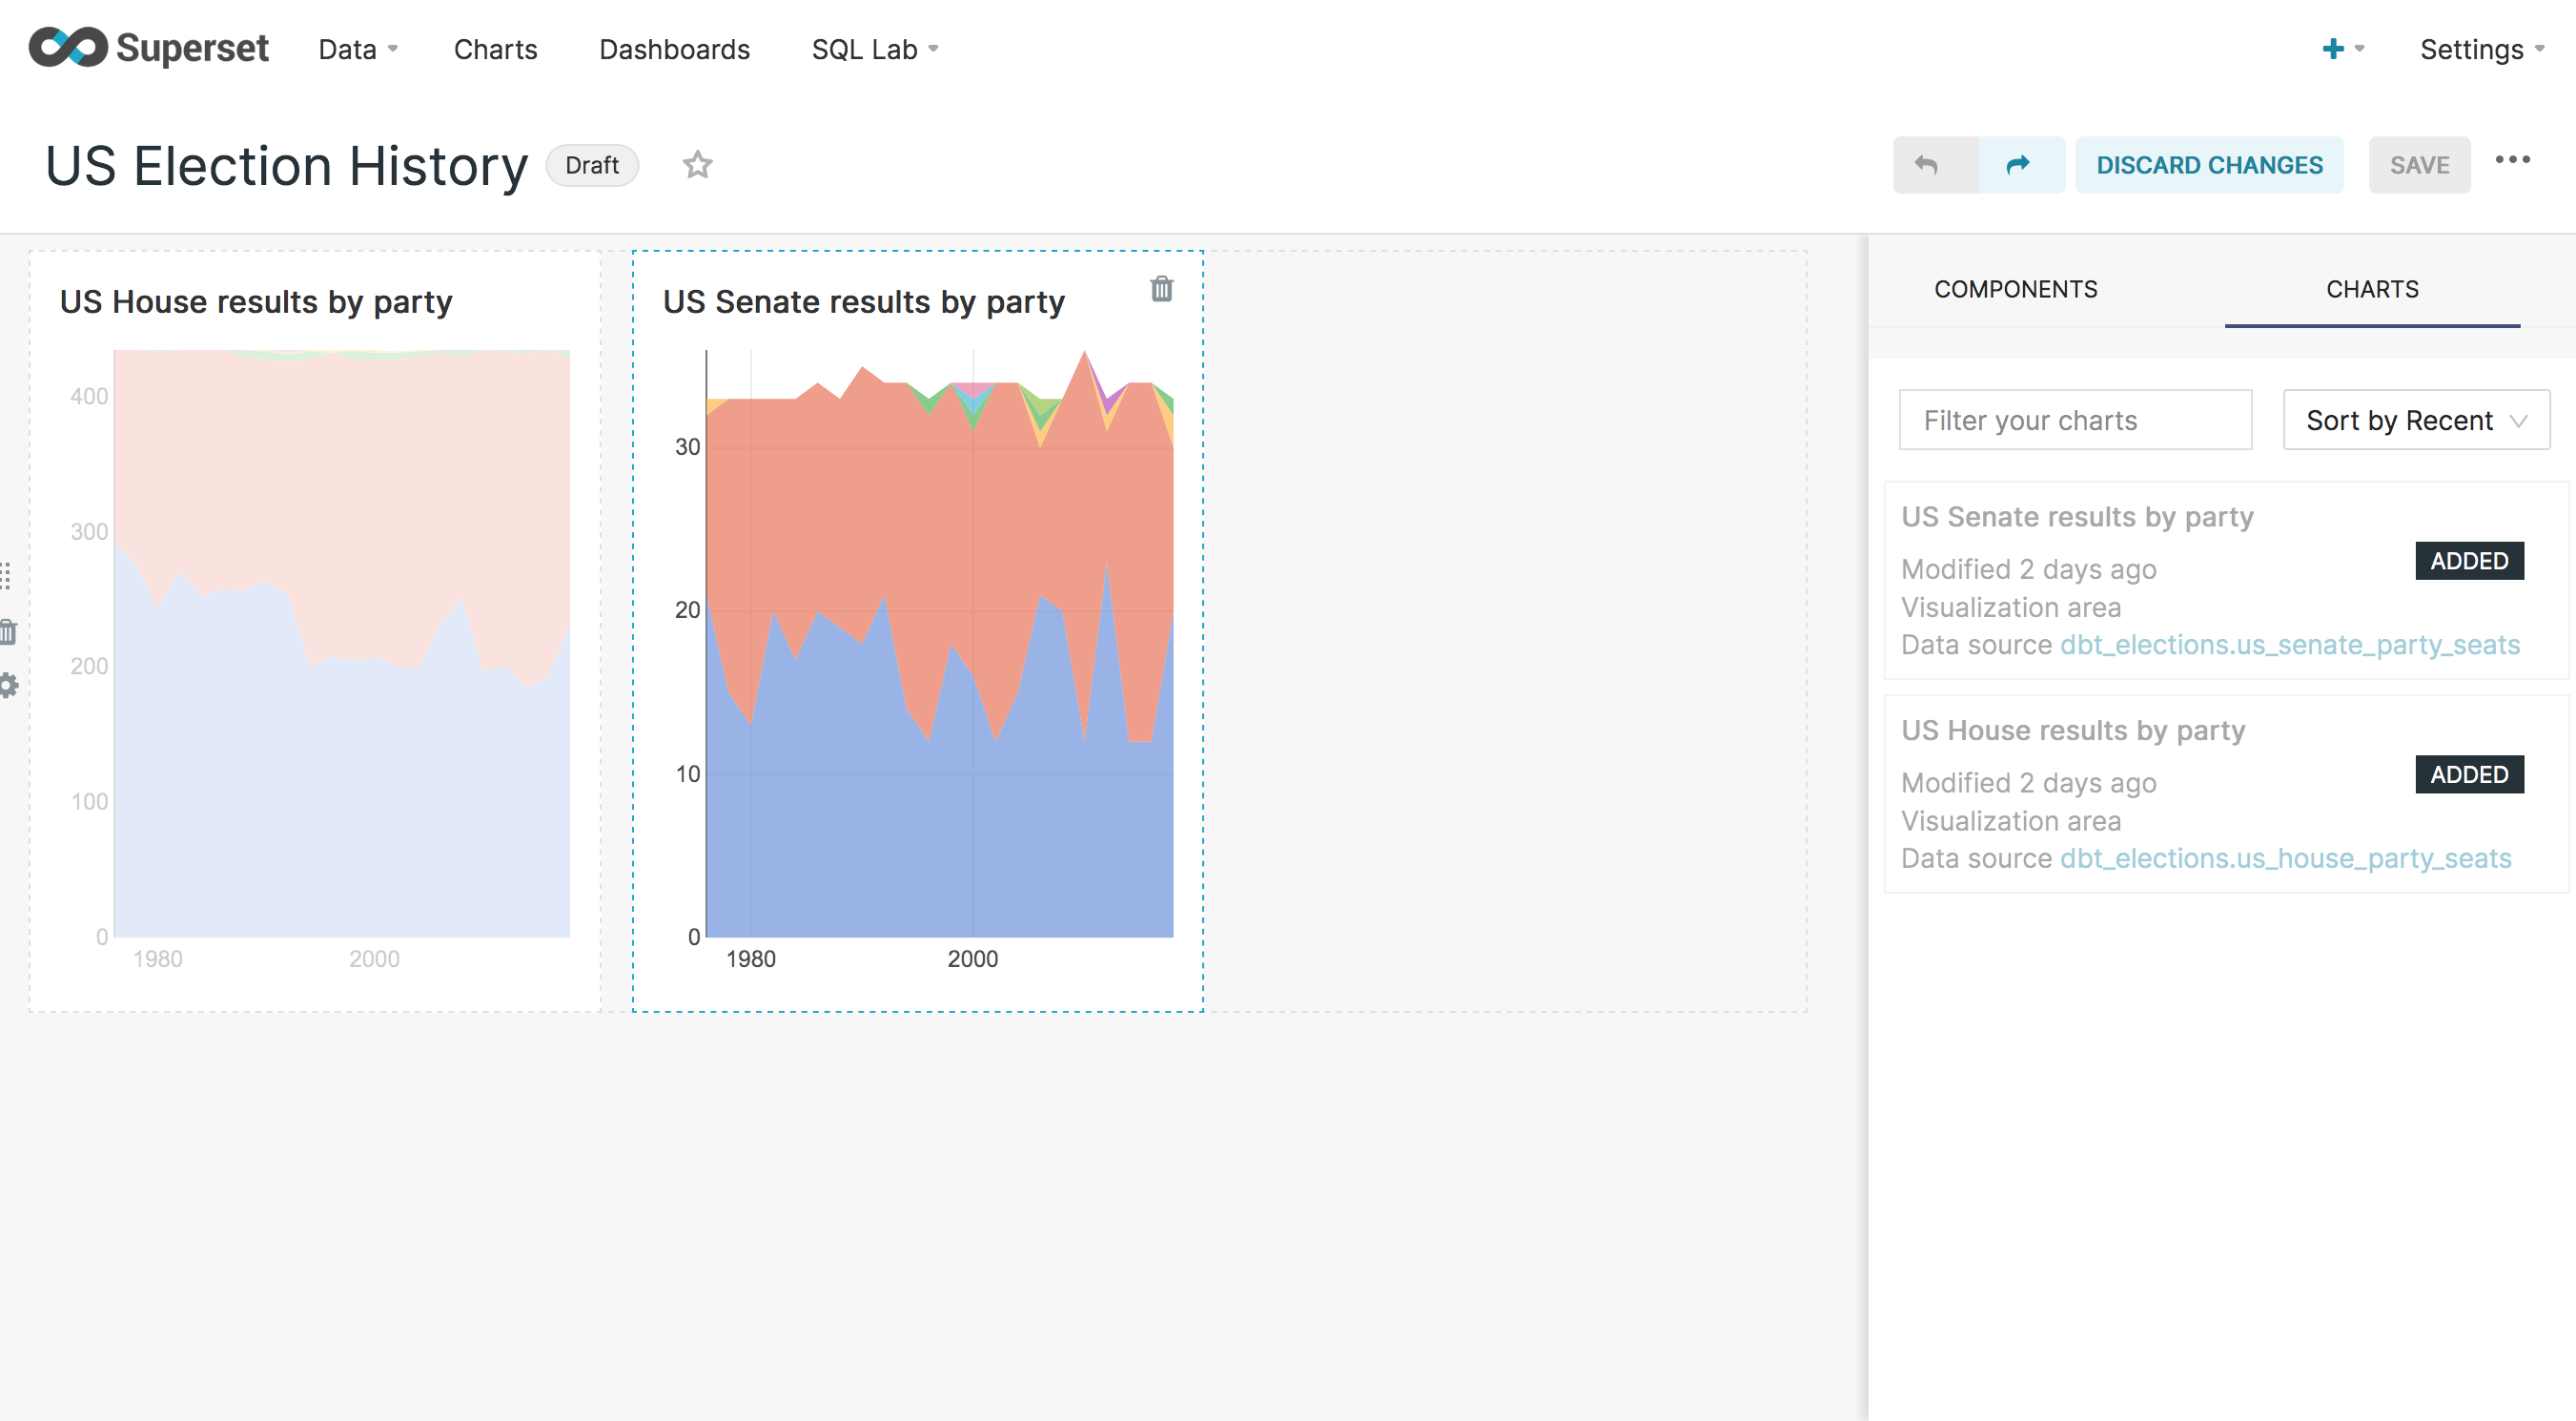 Superset Data Charts Dashboards SQL Lab + Settings
US Election History Draft DISCARD CHANGES SAVE
US House results by party
400
300
200
100
0
1980 2000
US Senate results by party
30
20
10
0
1980 2000
COMPONENTS CHARTS
Filter your charts Sort by Recent
US Senate results by party
ADDED
Modified 2 days ago
Visualization area
Data source dbt_elections.us_senate_party_seats
US House results by party
ADDED
Modified 2 days ago
Visualization area
Data source dbt_elections.us_house_party_seats